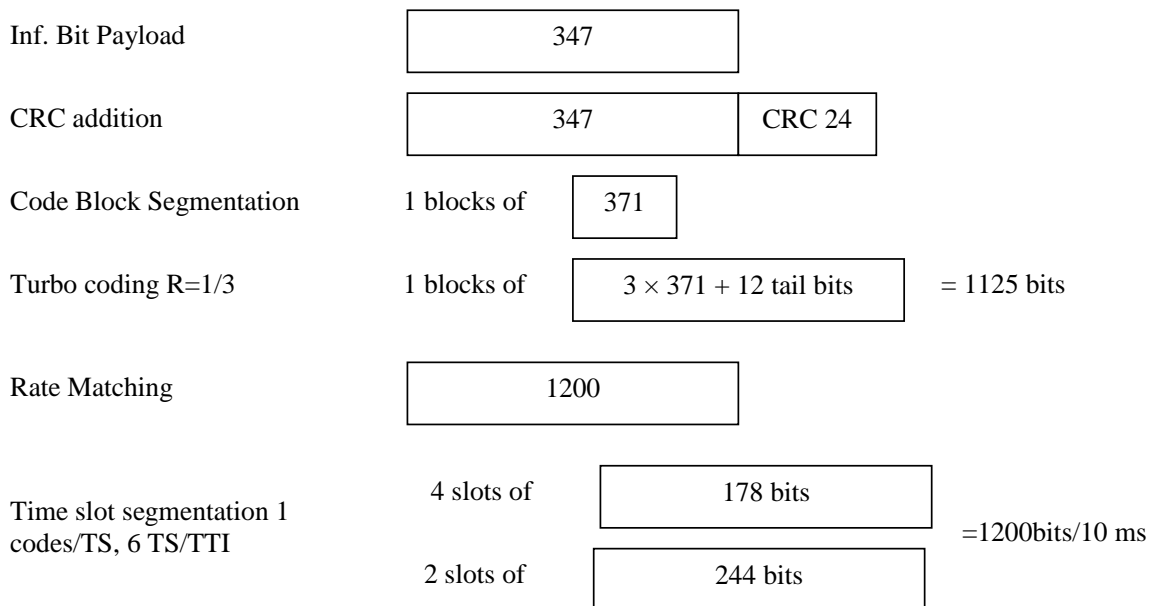 Inf. Bit Payload
347
CRC addition
347
CRC 24
Code Block Segmentation
1 blocks of
371
Turbo coding R=1/3
1 blocks of
3 × 371 + 12 tail bits
= 1125 bits
Rate Matching
1200
Time slot segmentation 1
codes/TS, 6 TS/TTI
4 slots of
178 bits
2 slots of
244 bits
=1200bits/10 ms